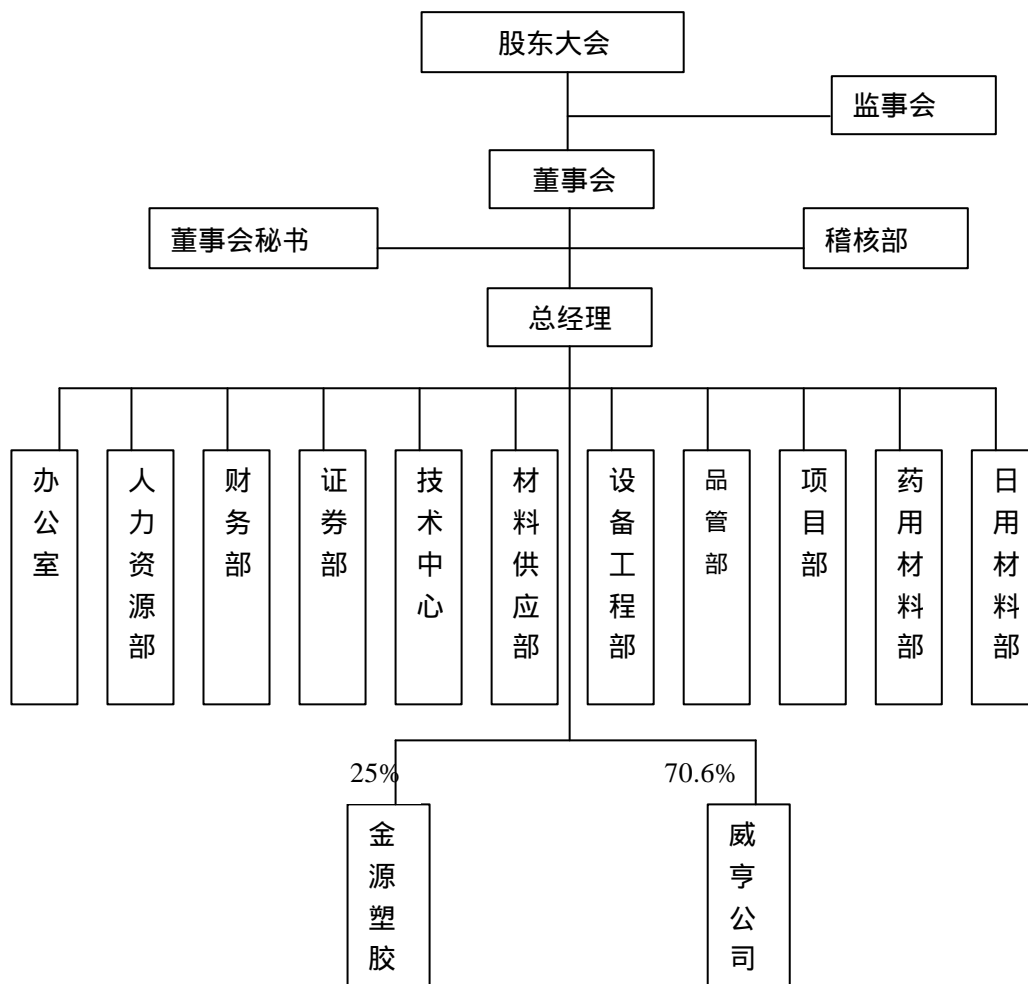 股东大会
监事会
董事会
董事会秘书
稽核部
总经理
办公室
人力资源部
财务部
证券部
技术中心
材料供应部
设备工程部
品管部
项目部
药用材料部
日用材料部
25%
70.6%
金源塑胶
威亨公司